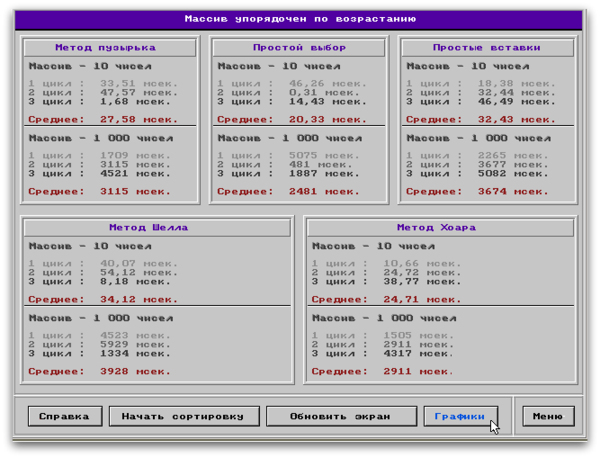 Массив упорядочен по возрастанию
Метод пузырька
Массив - 10 чисел
1 цикл : 33,51 мсек.
2 цикл : 47,57 мсек.
3 цикл : 1,68 мсек.
Среднее: 27,58 мсек.
Массив - 1 000 чисел
1 цикл : 1709 мсек.
2 цикл : 3115 мсек.
3 цикл : 4521 мсек.
Среднее: 3115 мсек.
Простой выбор
Массив - 10 чисел
1 цикл : 46,26 мсек.
2 цикл : 0,31 мсек.
3 цикл : 14,43 мсек.
Среднее: 20,33 мсек.
Массив - 1 000 чисел
1 цикл : 5075 мсек.
2 цикл : 481 мсек.
3 цикл : 1887 мсек.
Среднее: 2481 мсек.
Простые вставки
Массив - 10 чисел
1 цикл : 18,38 мсек.
2 цикл : 32,44 мсек.
3 цикл : 46,49 мсек.
Среднее: 32,43 мсек.
Массив - 1 000 чисел
1 цикл : 2265 мсек.
2 цикл : 3677 мсек.
3 цикл : 5082 мсек.
Среднее: 3674 мсек.
Метод Шелла
Массив - 10 чисел
1 цикл : 40,07 мсек.
2 цикл : 54,12 мсек.
3 цикл : 8,18 мсек.
Среднее: 34,12 мсек.
Массив - 1 000 чисел
1 цикл : 4523 мсек.
2 цикл : 5929 мсек.
3 цикл : 1334 мсек.
Среднее: 3928 мсек.
Метод Хоара
Массив - 10 чисел
1 цикл : 10,66 мсек.
2 цикл : 24,72 мсек.
3 цикл : 38,77 мсек.
Среднее: 24,71 мсек.
Массив - 1 000 чисел
1 цикл : 1505 мсек.
2 цикл : 2911 мсек.
3 цикл : 4317 мсек.
Среднее: 2911 мсек.
Справка
Начать сортировку
Обновить экран
Графики
Меню